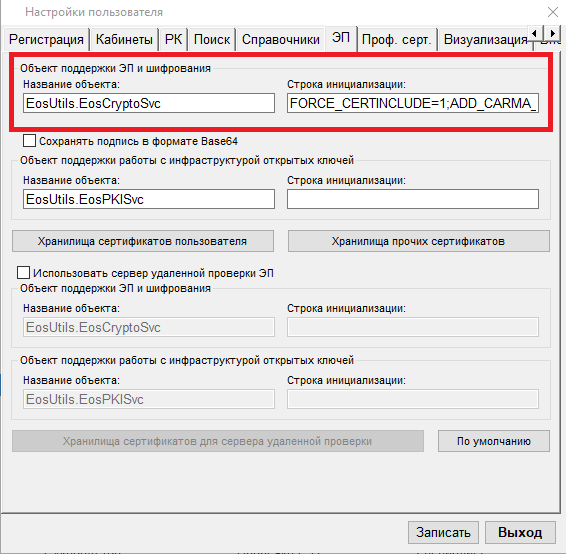 Настройки пользователя
Регистрация Кабинеты РК Поиск Справочники ЭП Проф. серт. Визуализация
Объект поддержки ЭП и шифрования
Название объекта: Строка инициализации:
EosUtils.EosCryptoSvc FORCE_CERTINCLUDE=1;ADD_CARMA_
Сохранять подпись в формате Base64
Объект поддержки работы с инфраструктурой открытых ключей
Название объекта: Строка инициализации:
EosUtils.EosPKISvc
Хранилища сертификатов пользователя Хранилища прочих сертификатов
Использовать сервер удаленной проверки ЭП
Объект поддержки ЭП и шифрования
Название объекта: Строка инициализации:
EosUtils.EosCryptoSvc
Объект поддержки работы с инфраструктурой открытых ключей
Название объекта: Строка инициализации:
EosUtils.EosPKISvc
Хранилища сертификатов для сервера удаленной проверки По умолчанию
Записать Выход